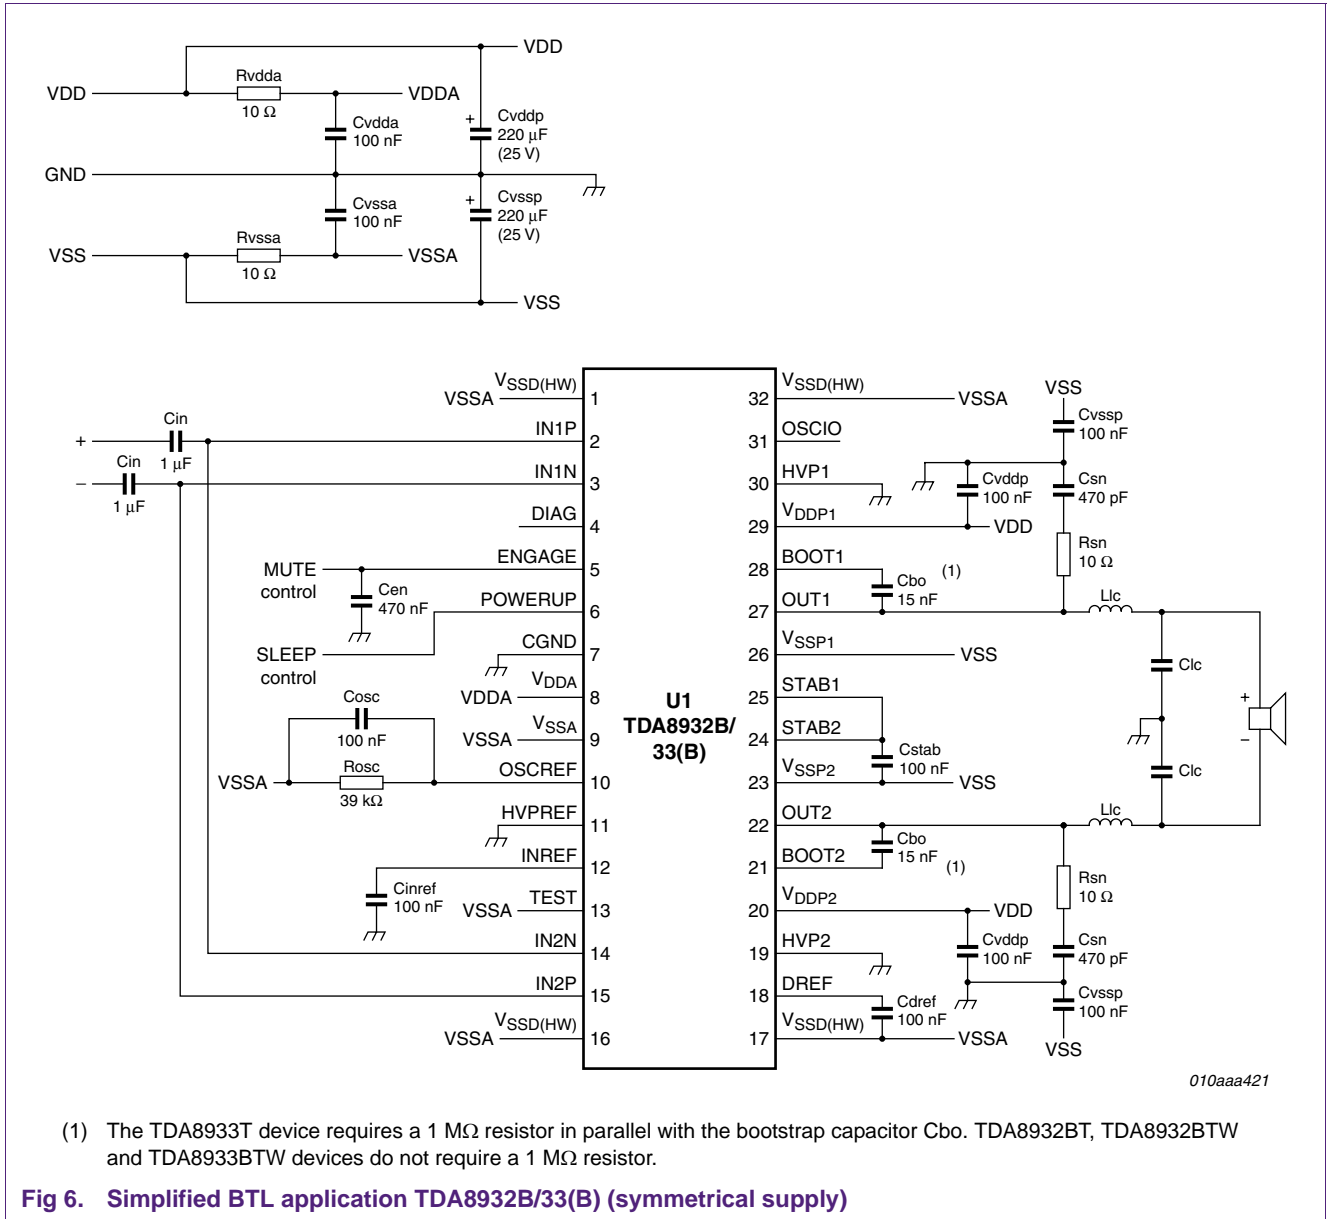 VDD
Rvdda
VDD
VDDA
10 Ω
Cvdda
100 nF
+
Cvddp
220 μF
(25 V)
GND
Cvssa
100 nF
+
Cvssp
220 μF
(25 V)
Rvssa
VSS
VSSA
10 Ω
VSS
VSSA
VSSD(HW)
1
Cin
+
1 μF
IN1P
2
Cin
−
1 μF
IN1N
3
DIAG
4
MUTE
control
ENGAGE
5
Cen
470 nF
POWERUP
6
SLEEP
control
CGND
7
VDDA
VDDA
8
Cosc
100 nF
VSSA
VSSA
9
VSSA
Rosc
39 kΩ
OSCREF
10
HVPREF
11
INREF
12
Cinref
100 nF
VSSA
TEST
13
IN2N
14
IN2P
15
VSSA
VSSD(HW)
16
U1
TDA8932B/
33(B)
32
VSSD(HW)
VSSA
31
OSCIO
30
HVP1
29
VDDP1
VDD
28
BOOT1
27
OUT1
26
VSSP1
VSS
25
STAB1
24
STAB2
23
VSSP2
VSS
22
OUT2
21
BOOT2
20
VDDP2
VDD
19
HVP2
18
DREF
17
VSSD(HW)
VSSA
VSS
Cvssp
100 nF
Cvddp
100 nF
Csn
470 pF
Rsn
10 Ω
Cbo
15 nF
(1)
Llc
Clc
+
−
Cstab
100 nF
Clc
Llc
Cbo
15 nF
(1)
Rsn
10 Ω
Cvddp
100 nF
Csn
470 pF
Cdref
100 nF
Cvssp
100 nF
VSS
010aaa421
(1) The TDA8933T device requires a 1 MΩ resistor in parallel with the bootstrap capacitor Cbo. TDA8932BT, TDA8932BTW
and TDA8933BTW devices do not require a 1 MΩ resistor.
Fig 6. Simplified BTL application TDA8932B/33(B) (symmetrical supply)